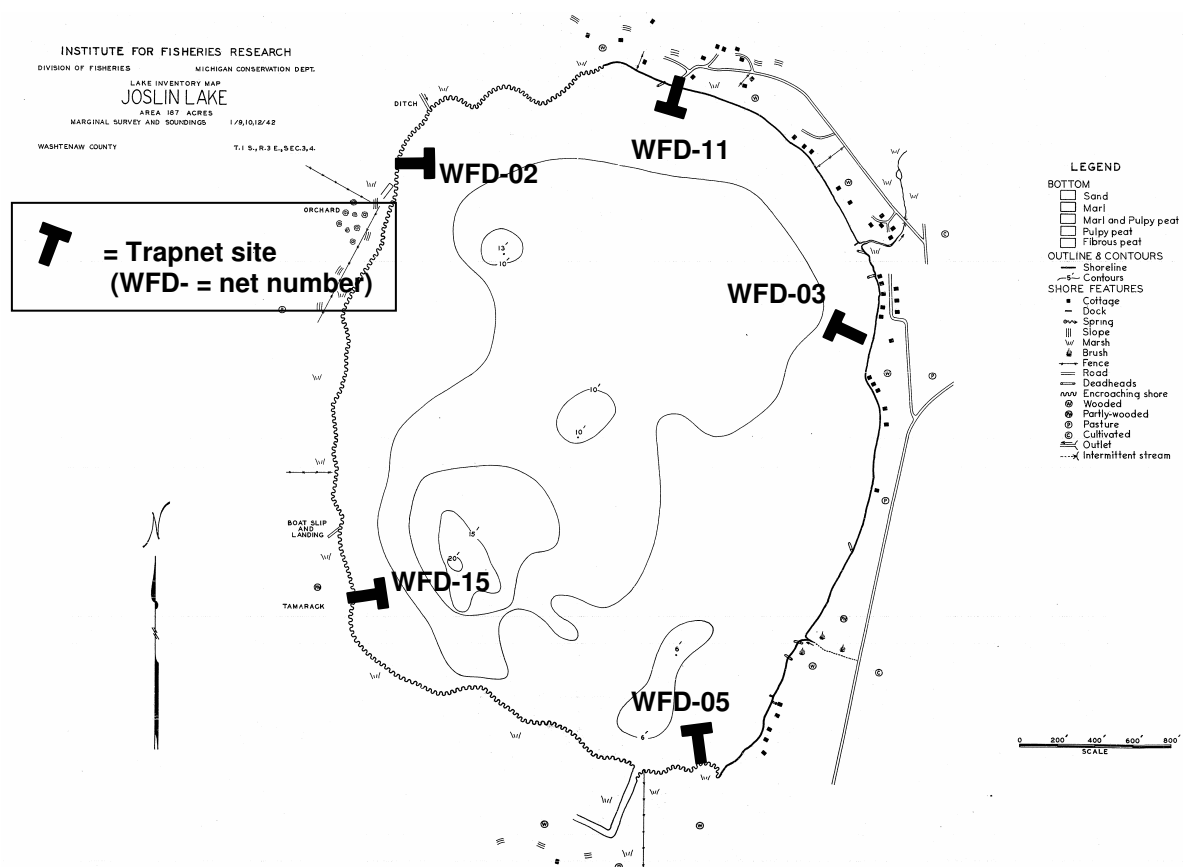 INSTITUTE FOR FISHERIES RESEARCH
DIVISION OF FISHERIES MICHIGAN CONSERVATION DEPT.
LAKE INVENTORY MAP
JOSLIN LAKE
AREA 187 ACRES
MARGINAL SURVEY AND SOUNDINGS 1/9,10,12/42
WASHTENAW COUNTY T.1 S., R.3 E., SEC.3,4.
DITCH
WFD-11
WFD-02
ORCHARD
= Trapnet site
(WFD- = net number)
13'
10'
WFD-03
10'
10'
BOAT SLIP
AND
LANDING
15'
20'
WFD-15
TAMARACK
6'
WFD-05
6'
N
LEGEND
BOTTOM
Sand
Marl
Marl and Pulpy peat
Pulpy peat
Fibrous peat
OUTLINE & CONTOURS
Shoreline
5' Contours
SHORE FEATURES
Cottage
Dock
Spring
Slope
Marsh
Brush
Fence
Road
Deadheads
Encroaching shore
W Wooded
Partly-wooded
P Pasture
C Cultivated
Outlet
Intermittent stream
0 200' 400' 600' 800'
SCALE